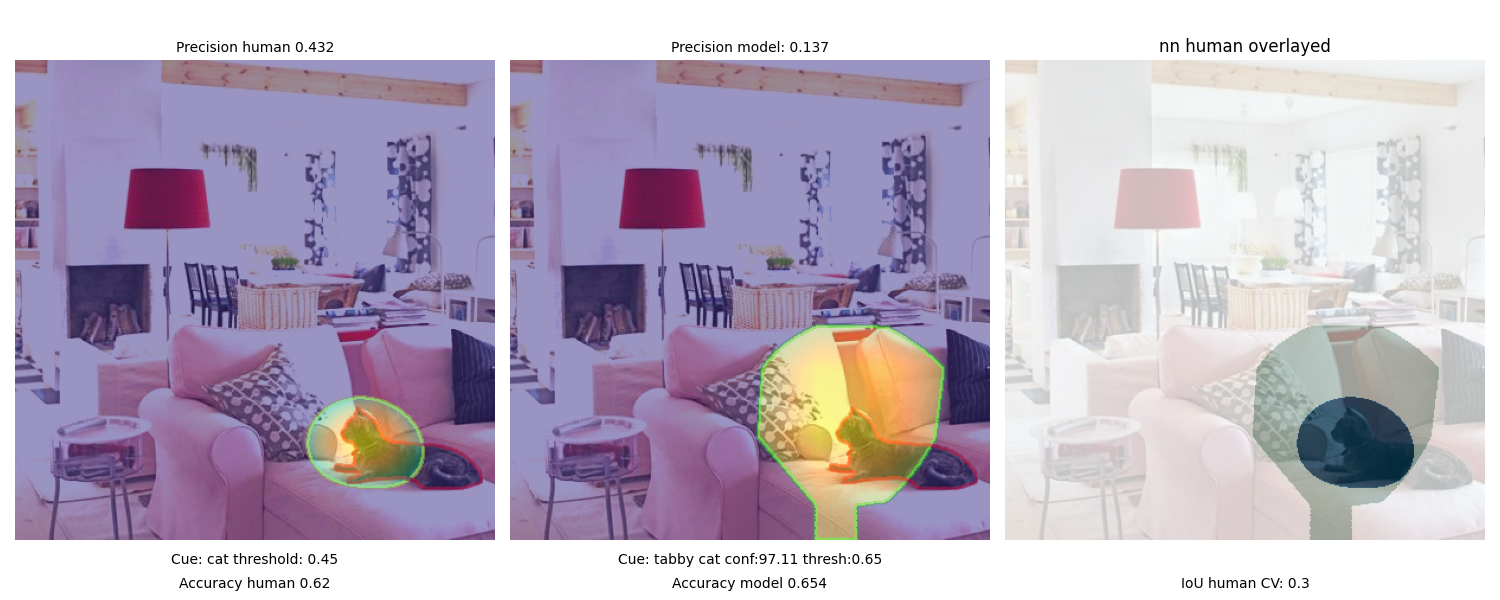 Precision human 0.432
Precision model: 0.137
nn human overlayed
Cue: cat threshold: 0.45
Accuracy human 0.62
Cue: tabby cat conf:97.11 thresh:0.65
Accuracy model 0.654
IoU human CV: 0.3